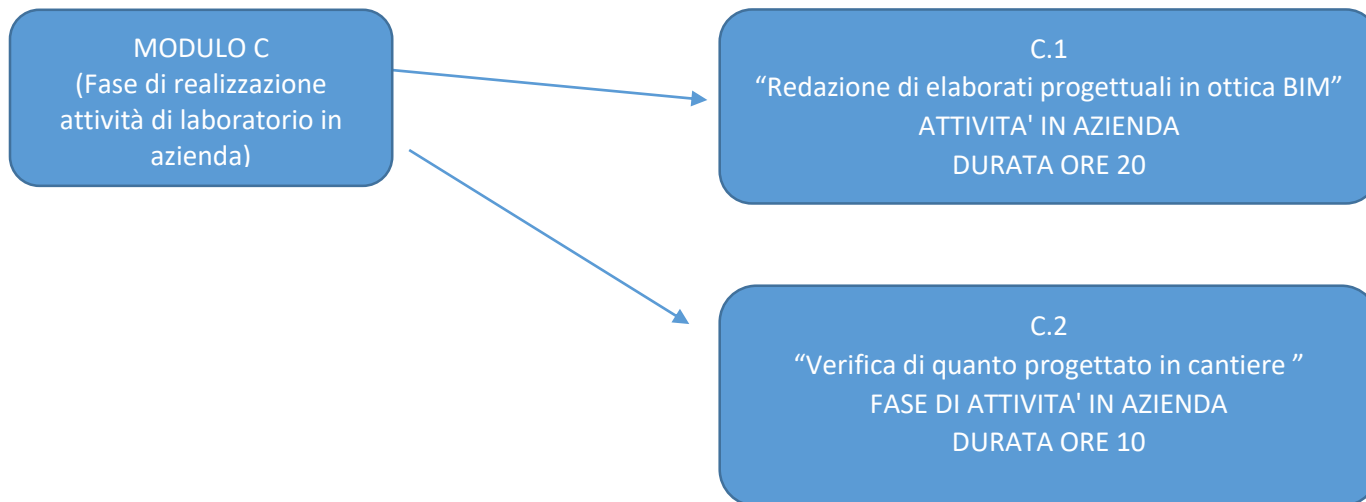 MODULO C
(Fase di realizzazione
attività di laboratorio in
azienda)
C.1
“Redazione di elaborati progettuali in ottica BIM”
ATTIVITA' IN AZIENDA
DURATA ORE 20
C.2
“Verifica di quanto progettato in cantiere ”
FASE DI ATTIVITA' IN AZIENDA
DURATA ORE 10